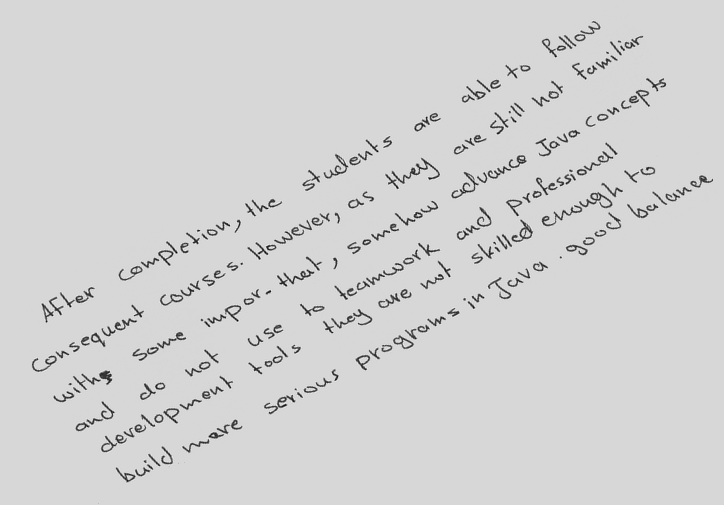 After completion, the students are able to follow
Consequent courses. However, as they are still not familiar
with some impor- that, somehow advance Java concepts
and do not use to teamwork and professional
development tools they are not skilled enough to
build more serious programs in Java . good balance